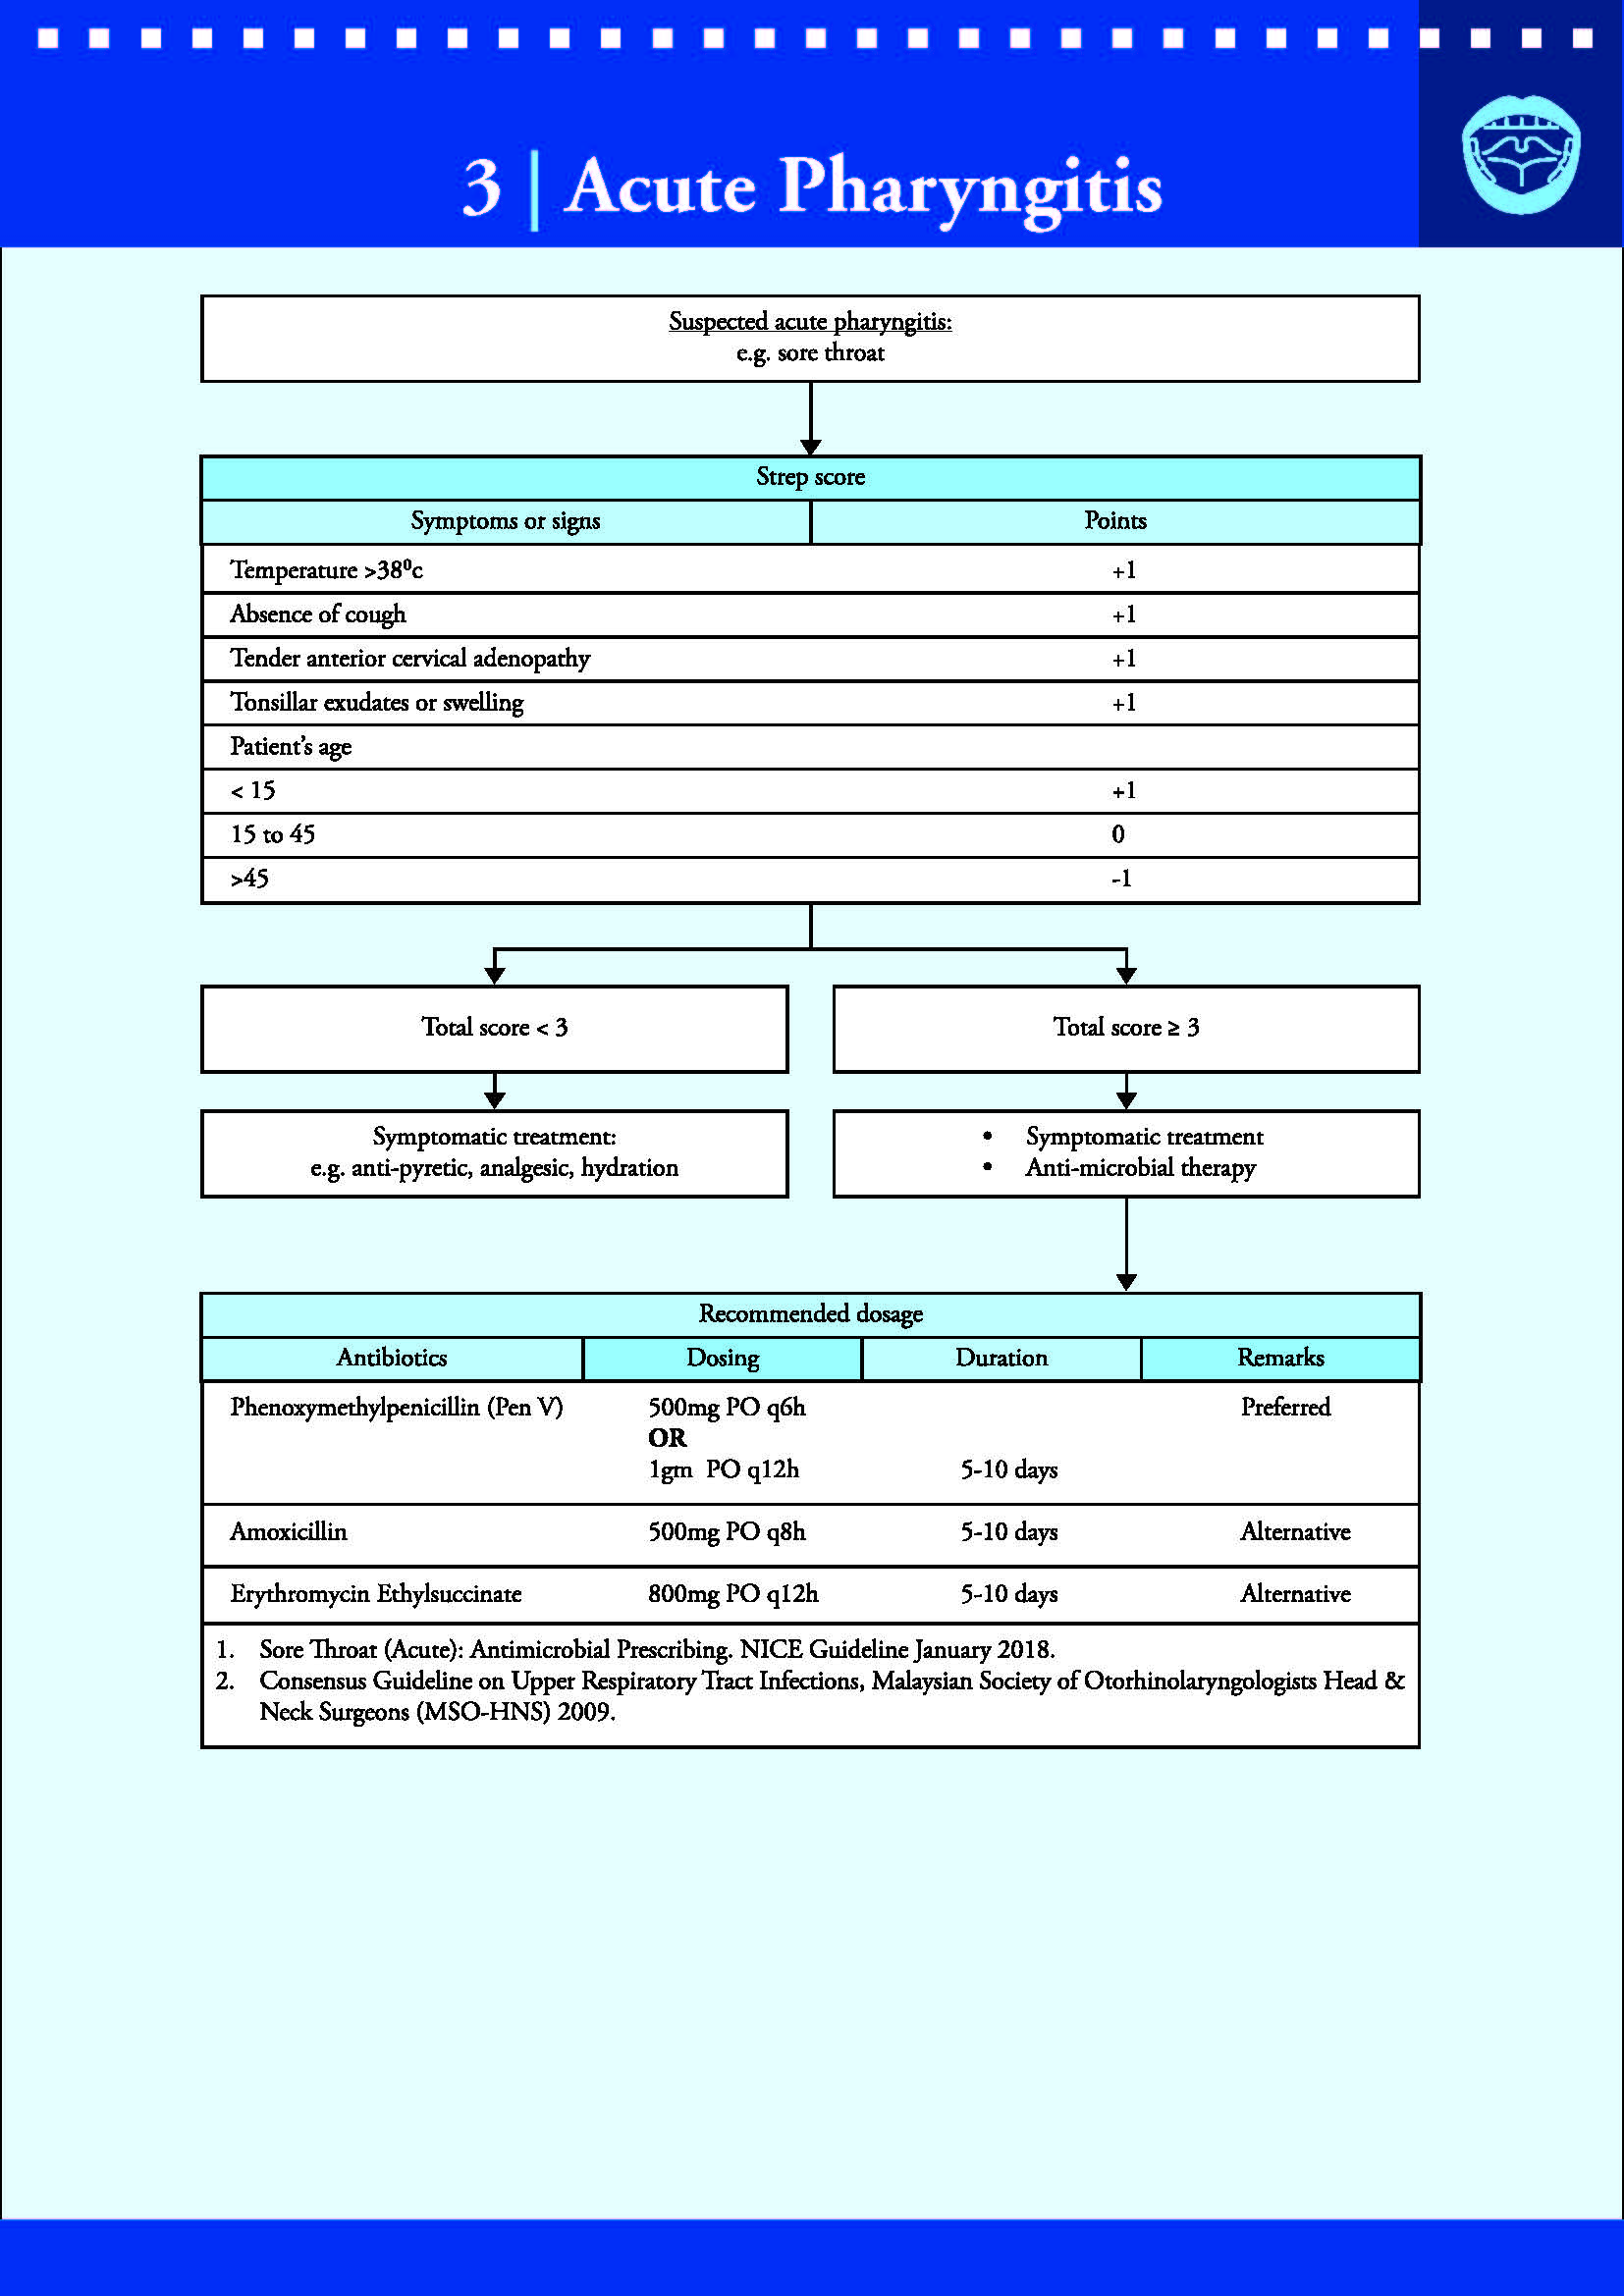 3 | Acute Pharyngitis
Suspected acute pharyngitis:
e.g. sore throat
Strep score
Symptoms or signs Points
Temperature >38⁰c +1
Absence of cough +1
Tender anterior cervical adenopathy +1
Tonsillar exudates or swelling +1
Patient’s age
< 15 +1
15 to 45 0
>45 -1
Total score < 3
Total score ≥ 3
Symptomatic treatment:
e.g. anti-pyretic, analgesic, hydration
• Symptomatic treatment
• Anti-microbial therapy
Recommended dosage
Antibiotics Dosing Duration Remarks
Phenoxymethylpenicillin (Pen V) 500mg PO q6h Preferred
OR
1gm PO q12h 5-10 days
Amoxicillin 500mg PO q8h 5-10 days Alternative
Erythromycin Ethylsuccinate 800mg PO q12h 5-10 days Alternative
1. Sore Throat (Acute): Antimicrobial Prescribing. NICE Guideline January 2018.
2. Consensus Guideline on Upper Respiratory Tract Infections, Malaysian Society of Otorhinolaryngologists Head &
Neck Surgeons (MSO-HNS) 2009.